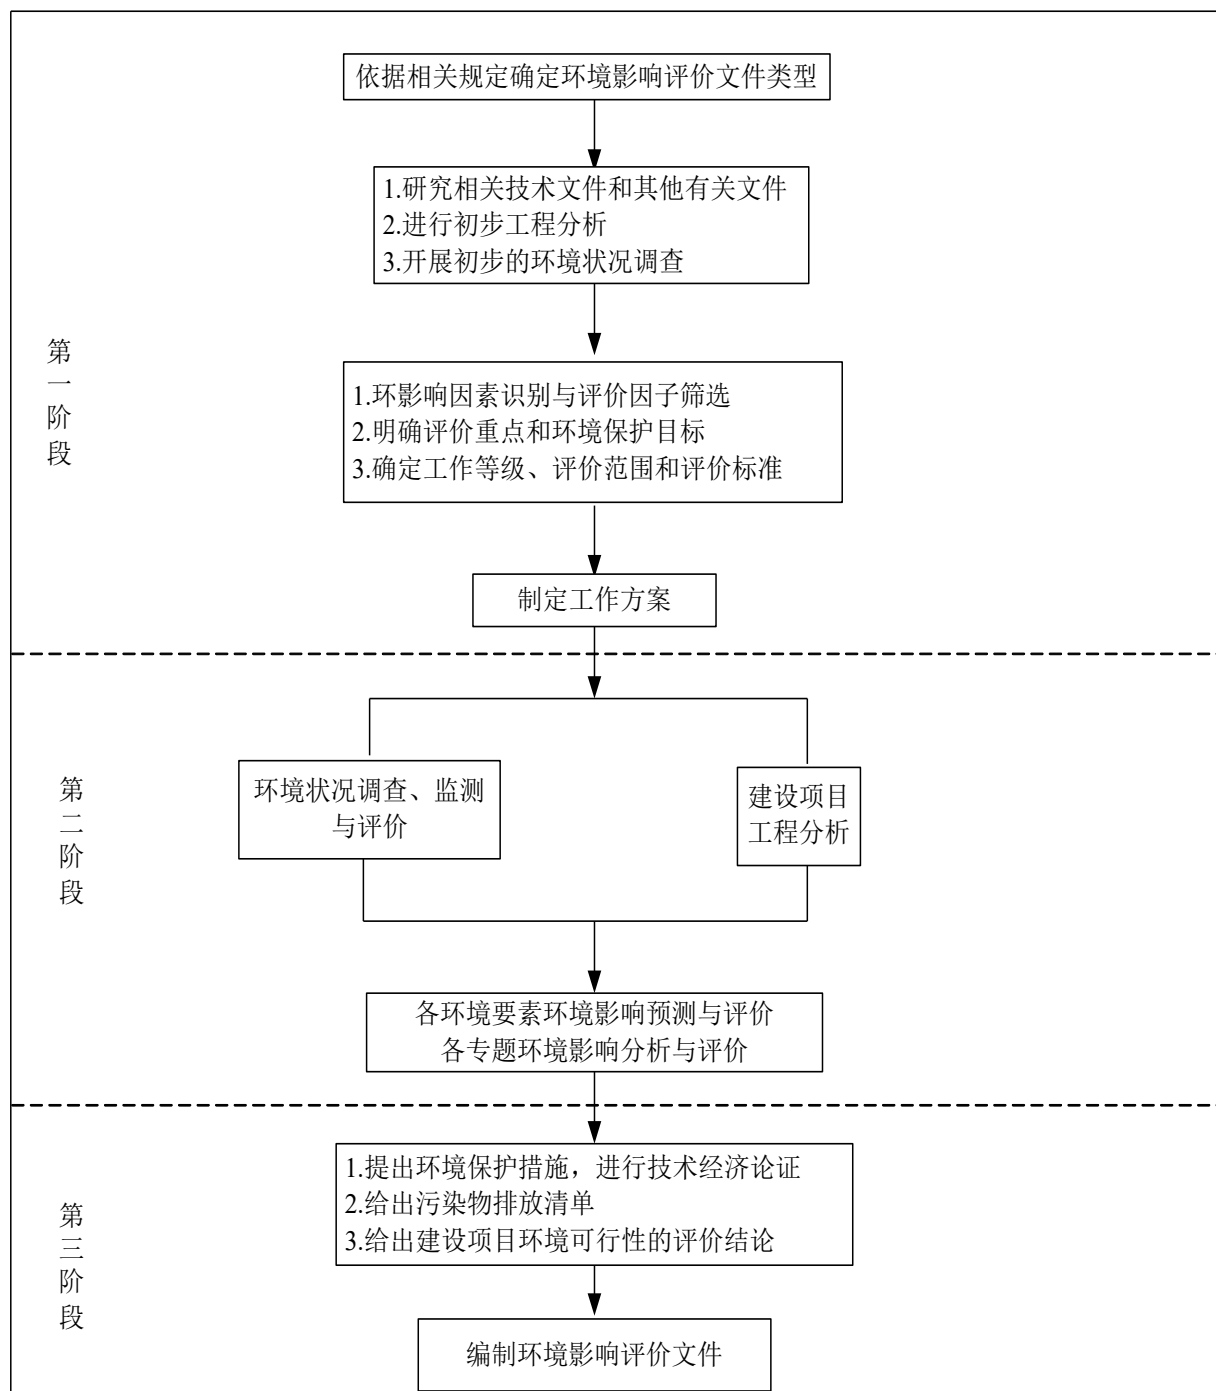 依据相关规定确定环境影响评价文件类型
1.研究相关技术文件和其他有关文件
2.进行初步工程分析
3.开展初步的环境状况调查
第一阶段
1.环影响因素识别与评价因子筛选
2.明确评价重点和环境保护目标
3.确定工作等级、评价范围和评价标准
制定工作方案
第二阶段
环境状况调查、监测
与评价
建设项目
工程分析
各环境要素环境影响预测与评价
各专题环境影响分析与评价
第三阶段
1.提出环境保护措施，进行技术经济论证
2.给出污染物排放清单
3.给出建设项目环境可行性的评价结论
编制环境影响评价文件